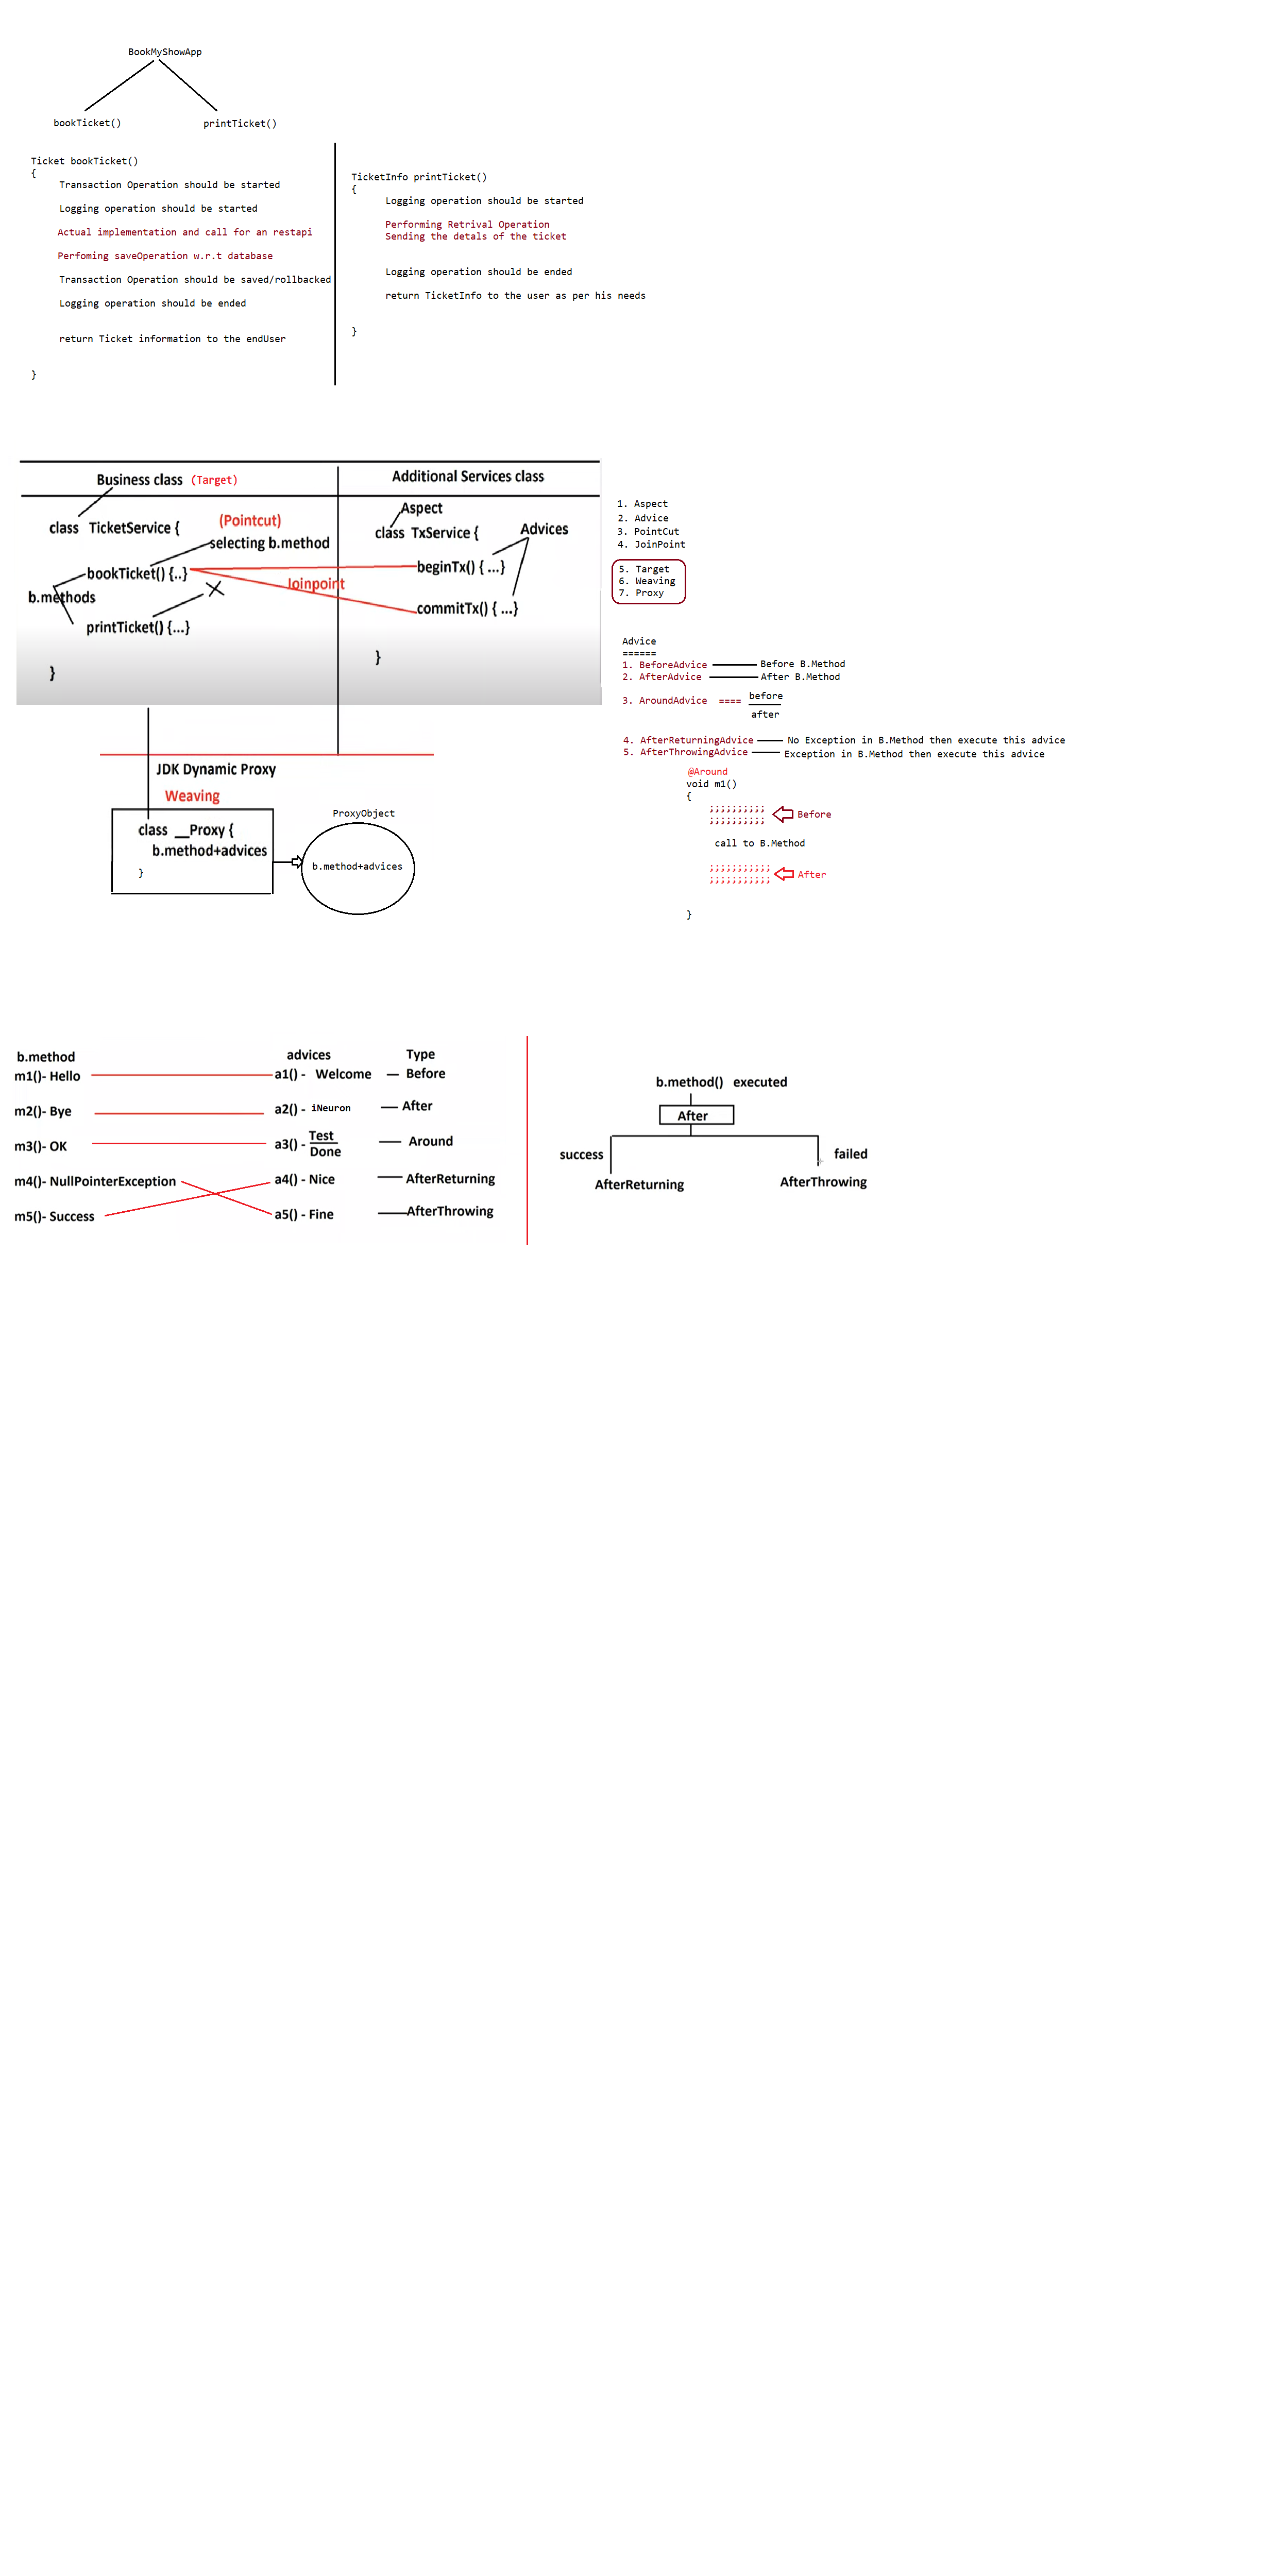 BookMyShowApp
bookTicket()
printTicket()
Ticket bookTicket()
{
Transaction Operation should be started
Logging operation should be started
Actual implementation and call for an restapi
Perfoming saveOperation w.r.t database
Transaction Operation should be saved/rollbacked
Logging operation should be ended
return Ticket information to the endUser
}
TicketInfo printTicket()
{
Logging operation should be started
Performing Retrival Operation
Sending the detals of the ticket
Logging operation should be ended
return TicketInfo to the user as per his needs
}
Business class (Target)
Additional Services class
class TicketService {
(Pointcut)
selecting b.method
bookTicket() {..}
b.methods
printTicket() {...}
}
Joinpoint
Aspect
class TxService {
Advices
beginTx() { ...}
commitTx() { ...}
}
1. Aspect
2. Advice
3. PointCut
4. JoinPoint
5. Target
6. Weaving
7. Proxy
Advice
======
1. BeforeAdvice Before B.Method
2. AfterAdvice After B.Method
3. AroundAdvice ==== before
after
4. AfterReturningAdvice No Exception in B.Method then execute this advice
5. AfterThrowingAdvice Exception in B.Method then execute this advice
@Around
void m1()
{
;;;;;;;;;;
;;;;;;;;;;
Before
call to B.Method
;;;;;;;;;;;
;;;;;;;;;;;
After
}
JDK Dynamic Proxy
Weaving
class __Proxy {
b.method+advices
}
ProxyObject
b.method+advices
b.method advices Type
m1()- Hello a1() - Welcome — Before
m2()- Bye a2() - iNeuron — After
m3()- OK a3() - Test
Done — Around
m4()- NullPointerException a4() - Nice — AfterReturning
m5()- Success a5() - Fine — AfterThrowing
b.method() executed
After
success
failed
AfterReturning
AfterThrowing